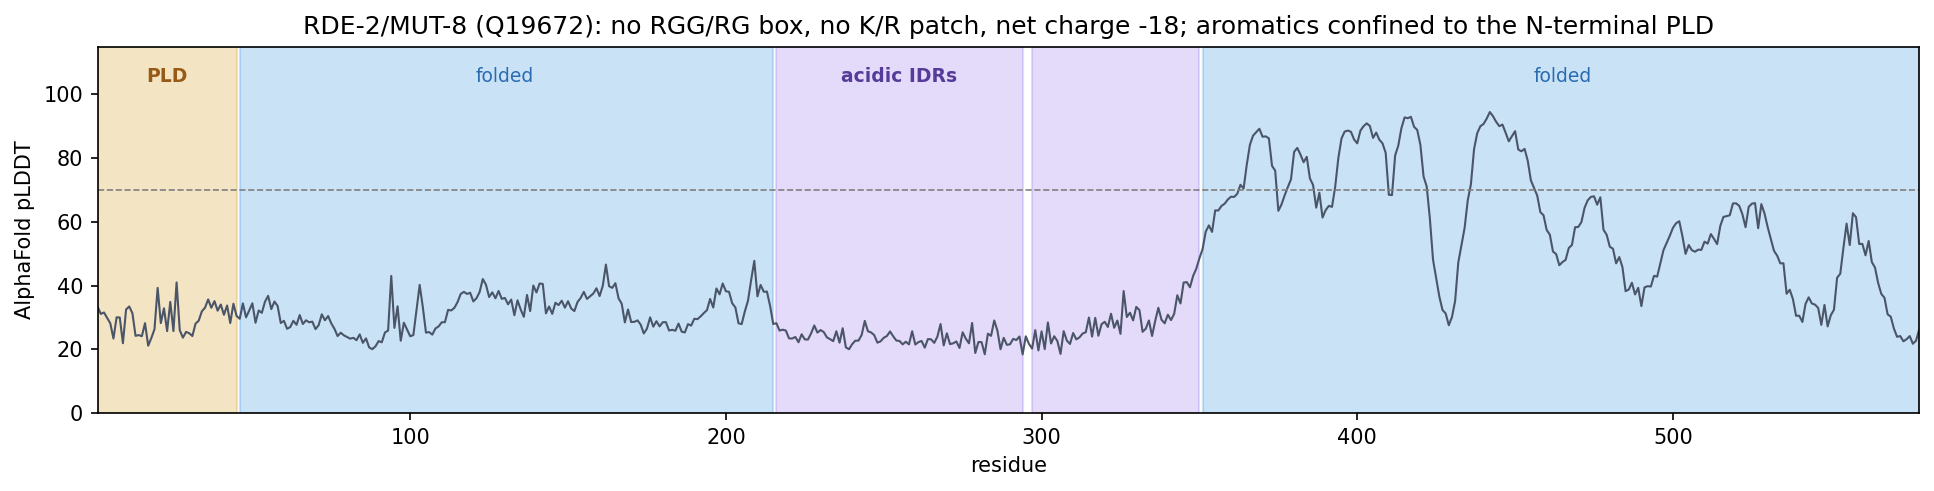 RDE-2/MUT-8 (Q19672): no RGG/RG box, no K/R patch, net charge -18; aromatics confined to the N-terminal PLD
PLD
folded
acidic IDRs
folded
AlphaFold pLDDT
100
80
60
40
20
0
100
200
300
400
500
residue